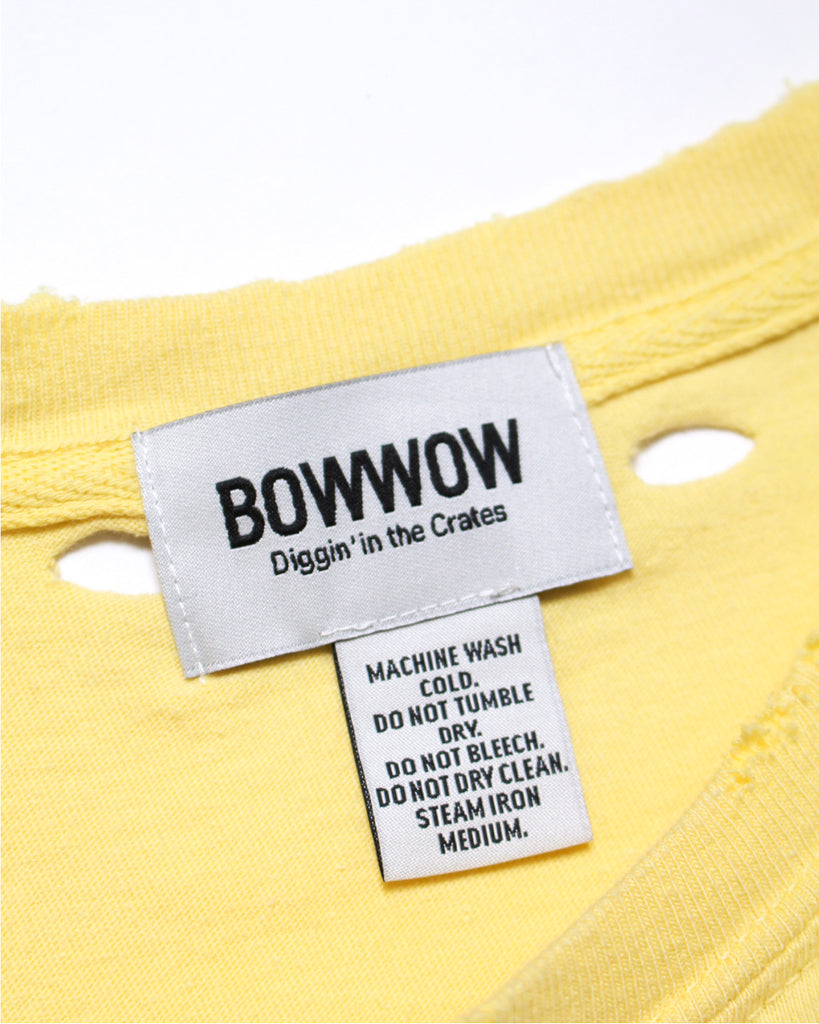 BOWWOW
Diggin' in the Crates
MACHINE WASH
COLD.
DO NOT TUMBLE
DRY.
DO NOT BLEECH.
DO NOT DRY CLEAN.
STEAM IRON
MEDIUM.